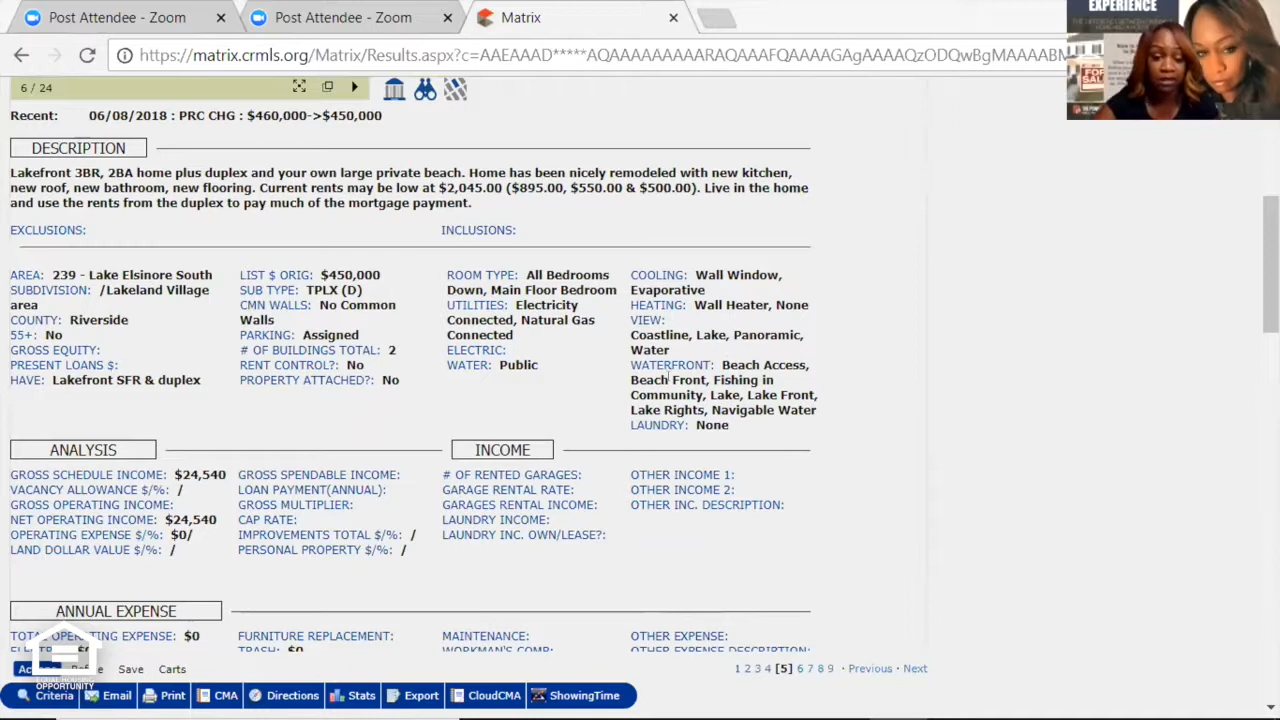 Post Attendee - Zoom
Post Attendee - Zoom
Matrix
https://matrix.crmls.org/Matrix/Results.aspx?c=AAEAAAD*****AQAAAAAAAAARAQAAAFQAAAAGAgAAAAQzODQwBgMAAABM
EXPERIENCE
6 / 24
Recent: 06/08/2018 : PRC CHG : $460,000->$450,000
DESCRIPTION
Lakefront 3BR, 2BA home plus duplex and your own large private beach. Home has been nicely remodeled with new kitchen,
new roof, new bathroom, new flooring. Current rents may be low at $2,045.00 ($895.00, $550.00 & $500.00). Live in the home
and use the rents from the duplex to pay much of the mortgage payment.
EXCLUSIONS: INCLUSIONS:
AREA: 239 - Lake Elsinore South
SUBDIVISION: /Lakeland Village
area
COUNTY: Riverside
55+: No
GROSS EQUITY:
PRESENT LOANS $:
HAVE: Lakefront SFR & duplex
LIST $ ORIG: $450,000
SUB TYPE: TPLX (D)
CMN WALLS: No Common
Walls
PARKING: Assigned
# OF BUILDINGS TOTAL: 2
RENT CONTROL?: No
PROPERTY ATTACHED?: No
ROOM TYPE: All Bedrooms
Down, Main Floor Bedroom
UTILITIES: Electricity
Connected, Natural Gas
Connected
ELECTRIC:
WATER: Public
COOLING: Wall Window,
Evaporative
HEATING: Wall Heater, None
VIEW:
Coastline, Lake, Panoramic,
Water
WATERFRONT: Beach Access,
Beach Front, Fishing in
Community, Lake, Lake Front,
Lake Rights, Navigable Water
LAUNDRY: None
ANALYSIS
GROSS SCHEDULE INCOME: $24,540
VACANCY ALLOWANCE $/%: /
GROSS OPERATING INCOME:
NET OPERATING INCOME: $24,540
OPERATING EXPENSE $/%: $0/
LAND DOLLAR VALUE $/%: /
GROSS SPENDABLE INCOME:
LOAN PAYMENT(ANNUAL):
GROSS MULTIPLIER:
CAP RATE:
IMPROVEMENTS TOTAL $/%: /
PERSONAL PROPERTY $/%: /
INCOME
# OF RENTED GARAGES:
GARAGE RENTAL RATE:
GARAGES RENTAL INCOME:
LAUNDRY INCOME:
LAUNDRY INC. OWN/LEASE?:
OTHER INCOME 1:
OTHER INCOME 2:
OTHER INC. DESCRIPTION:
ANNUAL EXPENSE
TOTAL OPERATING EXPENSE: $0
FURNITURE REPLACEMENT:
TRASH: $0
MAINTENANCE:
WORKMAN'S COMP:
OTHER EXPENSE:
OTHER EXPENSE DESCRIPTION:
Save Carts
1 2 3 4 [5] 6 7 8 9 · Previous · Next
EQUAL HOUSING
OPPORTUNITY
Criteria Email Print CMA Directions Stats Export CloudCMA ShowingTime